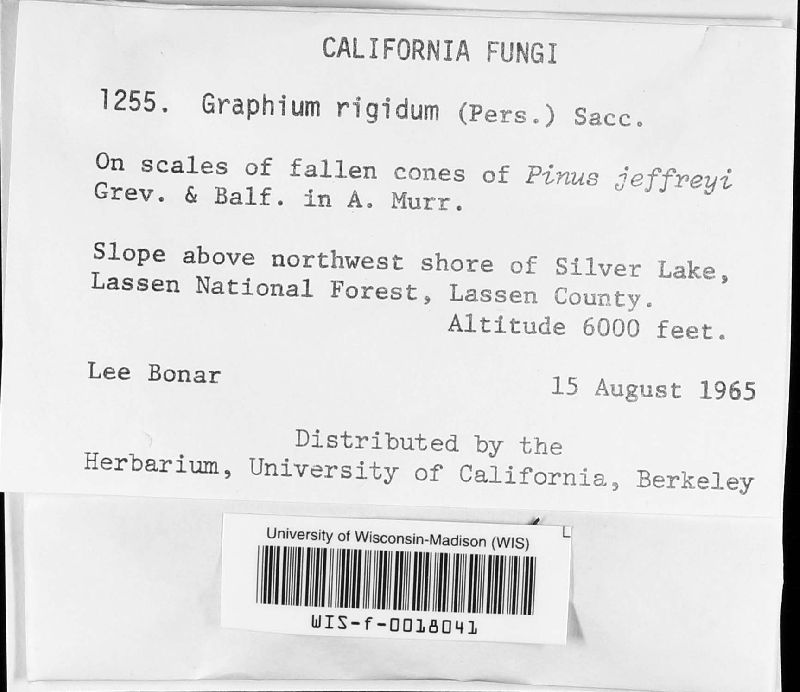 CALIFORNIA FUNGI
1255. Graphium rigidum (Pers.) Sacc.
On scales of fallen cones of Pinus jeffreyi
Grev. & Balf. in A. Murr.
Slope above northwest shore of Silver Lake,
Lassen National Forest, Lassen County.
Altitude 6000 feet.
Lee Bonar 15 August 1965
Distributed by the
Herbarium, University of California, Berkeley
University of Wisconsin-Madison (WIS)
WIS-f-0018041